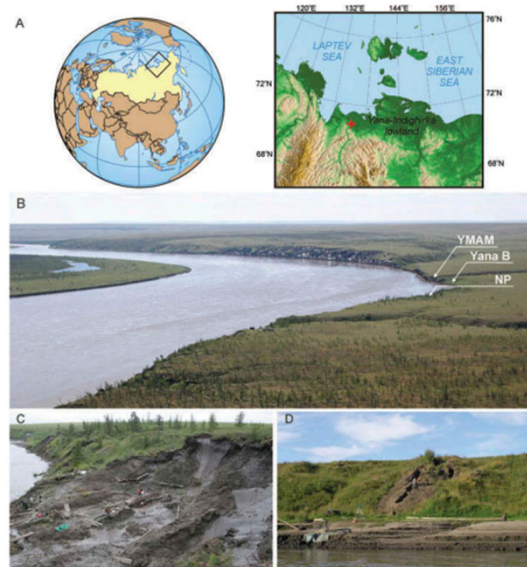 A
120°E 132°E 144°E 156°E
76°N
LAPTEV
SEA
EAST
SIBERIAN
SEA
72°N
72°N
Yana-Indighirka
lowland
68°N
68°N
B
YMAM
Yana B
NP
C
D